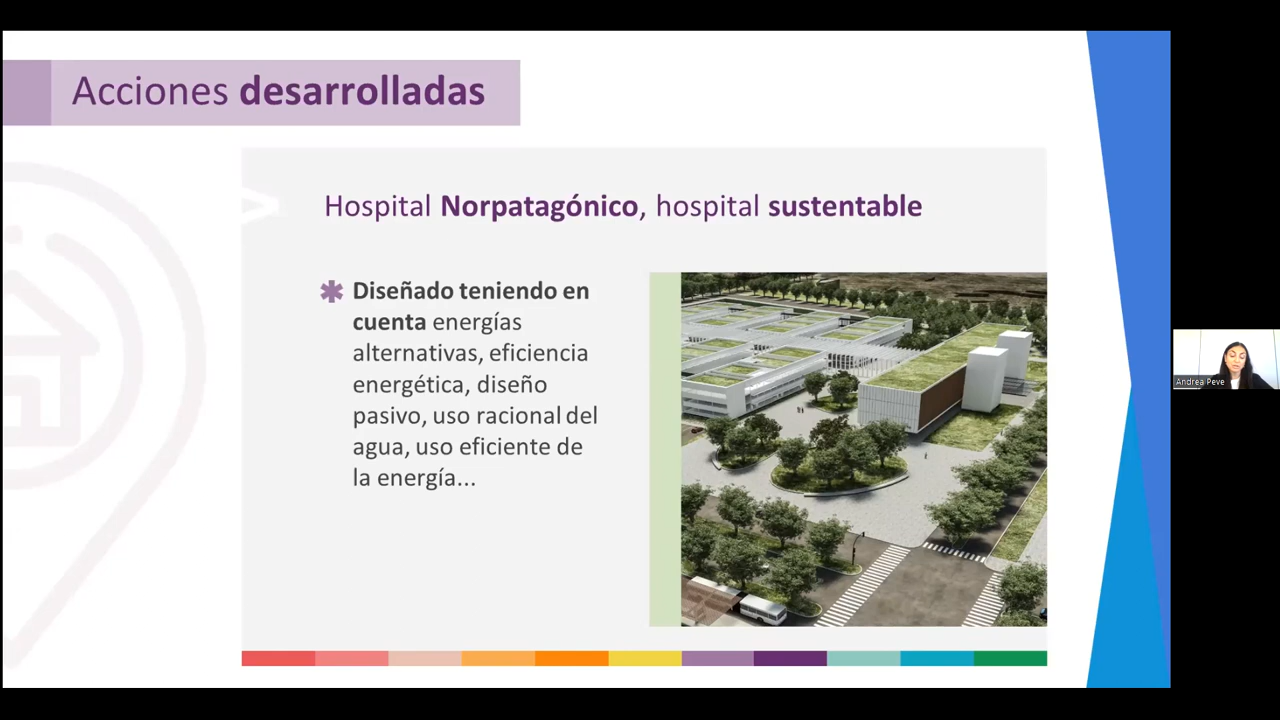 Acciones desarrolladas
Hospital Norpatagónico, hospital sustentable
Diseñado teniendo en
cuenta energías
alternativas, eficiencia
energética, diseño
pasivo, uso racional del
agua, uso eficiente de
la energía...
Andrea Peve